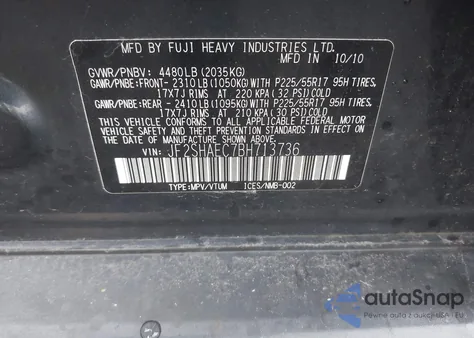 MFD BY FUJI HEAVY INDUSTRIES LTD.
MFD IN 10/10
GVWR/PNBV: 4480LB (2035KG)
GAWR/PNBE:FRONT- 2310LB (1050KG) WITH P225/55R17 95H TIRES,
17X7J RIMS AT 220 KPA (32 PSI) COLD
GAWR/PNBE:REAR - 2410LB (1095KG) WITH P225/55R17 95H TIRES,
17X7J RIMS AT 210 KPA (30 PSI) COLD
THIS VEHICLE CONFORMS TO ALL APPLICABLE
FEDERAL MOTOR VEHICLE SAFETY STANDARDS IN EFFECT ON
THE DATE OF MANUFACTURE SHOWN ABOVE.
VIN: JF2SHAEC7BH713736
TYPE:MPV/VTUM ICES/NMB-002
autoSnap
Pewne auta z